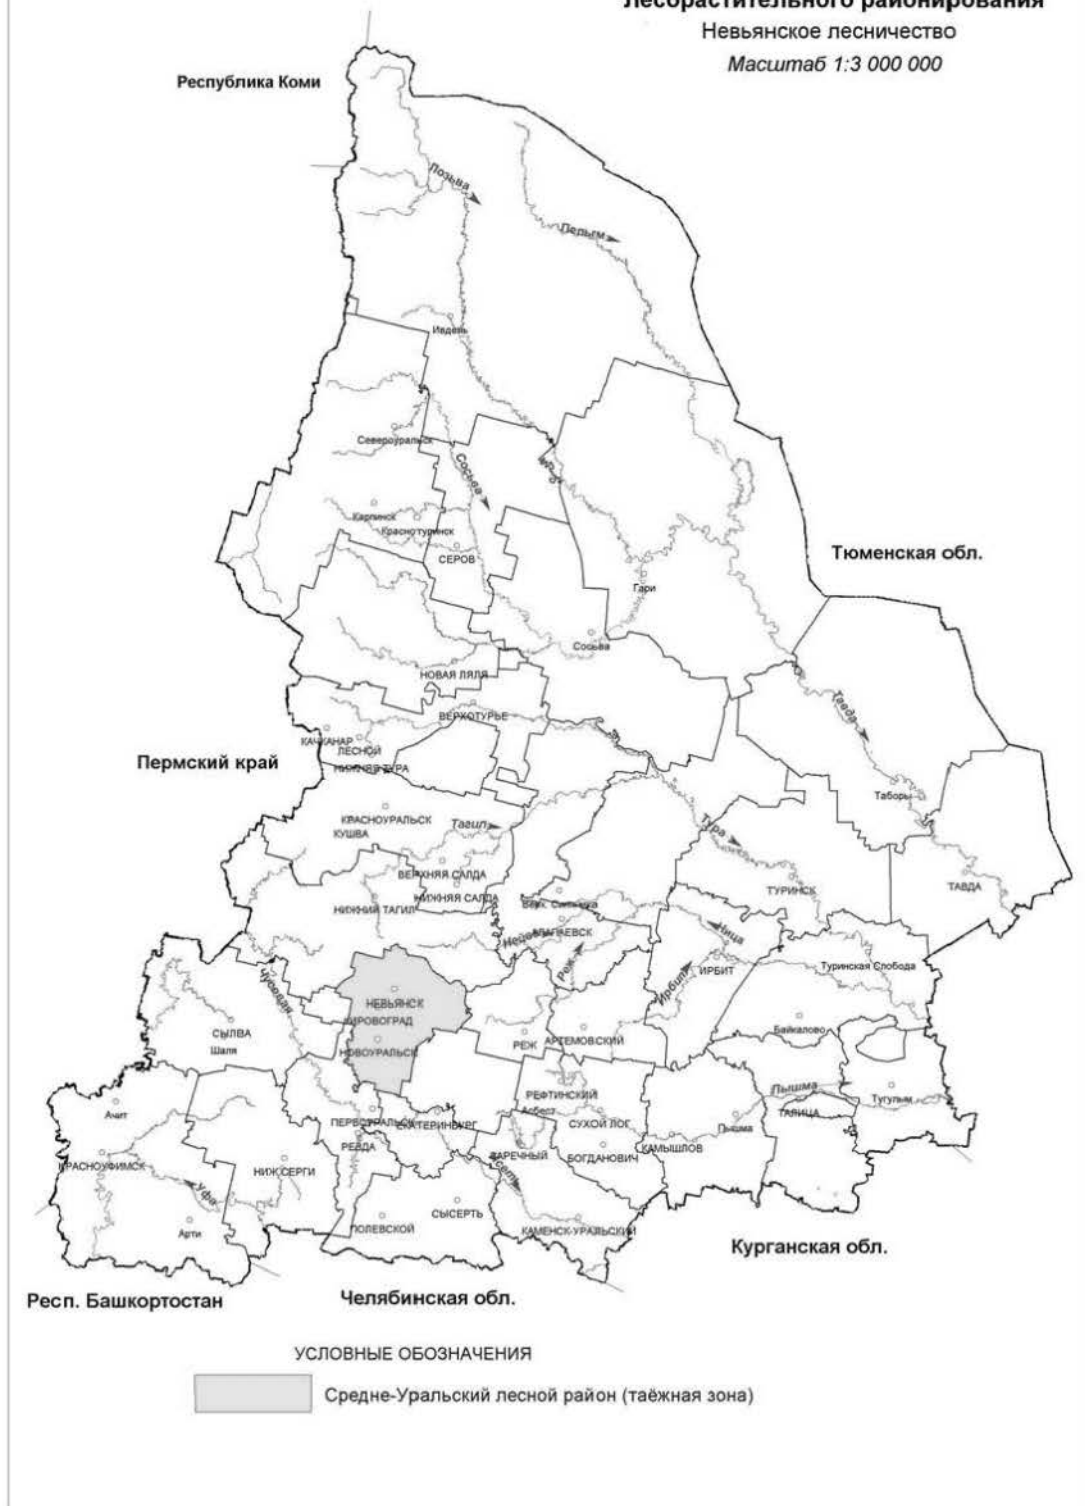 лесорастительного районирования
Невьянское лесничество
Масштаб 1:3 000 000
Республика Коми
Лозьва
Пелым
Ивдель
Североуральск
Сосьва
Карпинск
Краснотурьинск
СЕРОВ
Тюменская обл.
Гари
Сосьва
НОВАЯ ЛЯЛЯ
ВЕРХОТУРЬЕ
Тавда
КАЧКАНАР
ЛЕСНОЙ
НИЖНЯЯ ТУРА
Пермский край
Таборы
КРАСНОУРАЛЬСК
Тагил
Тура
КУШВА
ВЕРХНЯЯ САЛДА
НИЖНЯЯ САЛДА
ТУРИНСК
ТАВДА
НИЖНИЙ ТАГИЛ
Верх. Синячиха
АЛАПАЕВСК
Нейва
Ница
Реж
ИРБИТ
Туринская Слобода
Чусовая
Ирбит
НЕВЬЯНСК
КИРОВОГРАД
СЫЛВА
Байкалово
Шаля
НОВОУРАЛЬСК
РЕЖ
АРТЕМОВСКИЙ
Пышма
Тугулым
РЕФТИНСКИЙ
Ачит
Асбест
ТАЛИЦА
ПЕРВОУРАЛЬСК
ЕКАТЕРИНБУРГ
СУХОЙ ЛОГ
Пышма
РЕВДА
КАМЫШЛОВ
ЗАРЕЧНЫЙ
БОГДАНОВИЧ
КРАСНОУФИМСК
НИЖ.СЕРГИ
Исеть
Уфа
СЫСЕРТЬ
ПОЛЕВСКОЙ
КАМЕНСК-УРАЛЬСКИЙ
Арти
Курганская обл.
Респ. Башкортостан
Челябинская обл.
УСЛОВНЫЕ ОБОЗНАЧЕНИЯ
Средне-Уральский лесной район (таёжная зона)